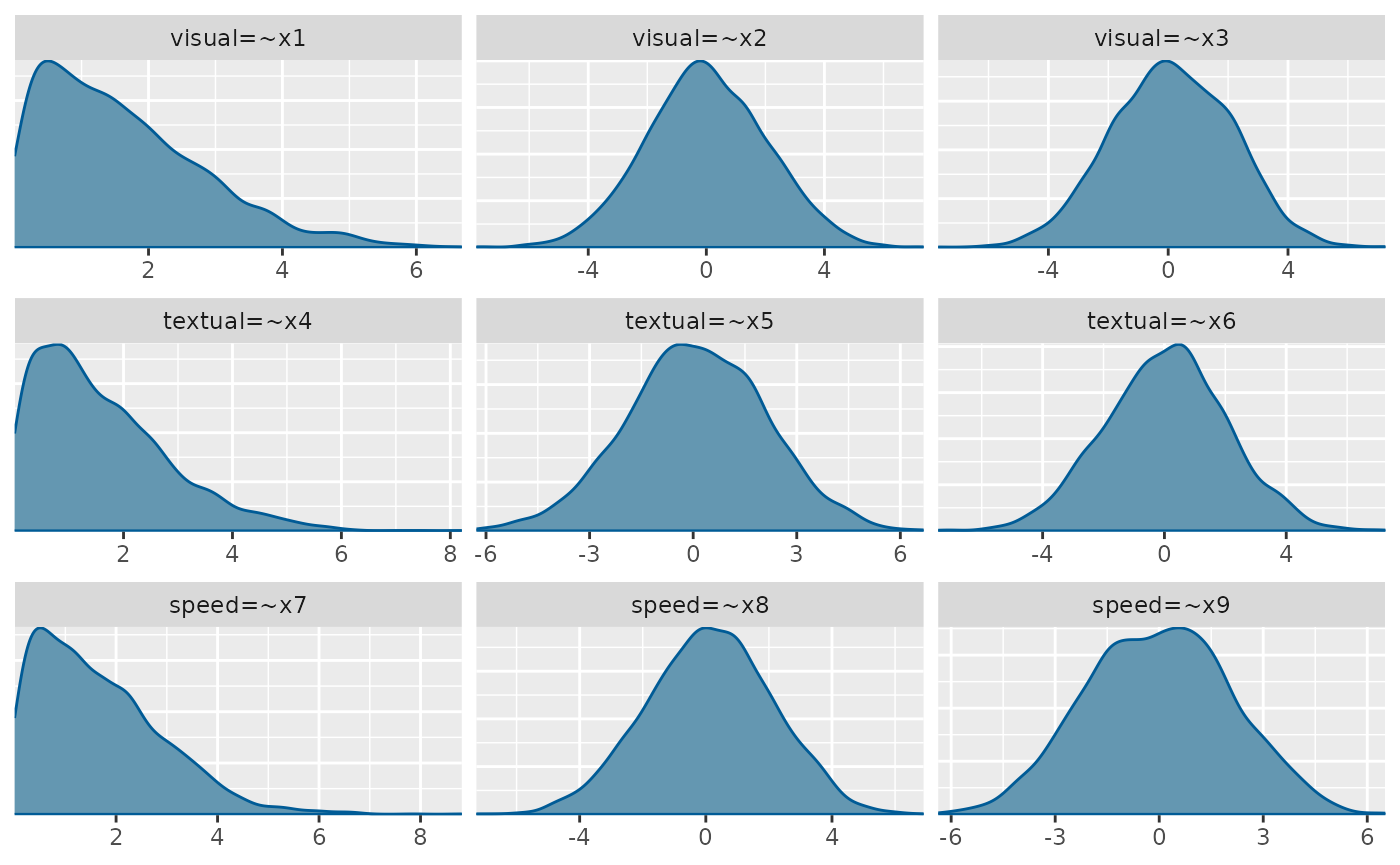 visual=~x1 visual=~x2 visual=~x3
2 4 6 -4 0 4 -4 0 4
textual=~x4 textual=~x5 textual=~x6
2 4 6 8 -6 -3 0 3 6 -4 0 4
speed=~x7 speed=~x8 speed=~x9
2 4 6 8 -4 0 4 -6 -3 0 3 6